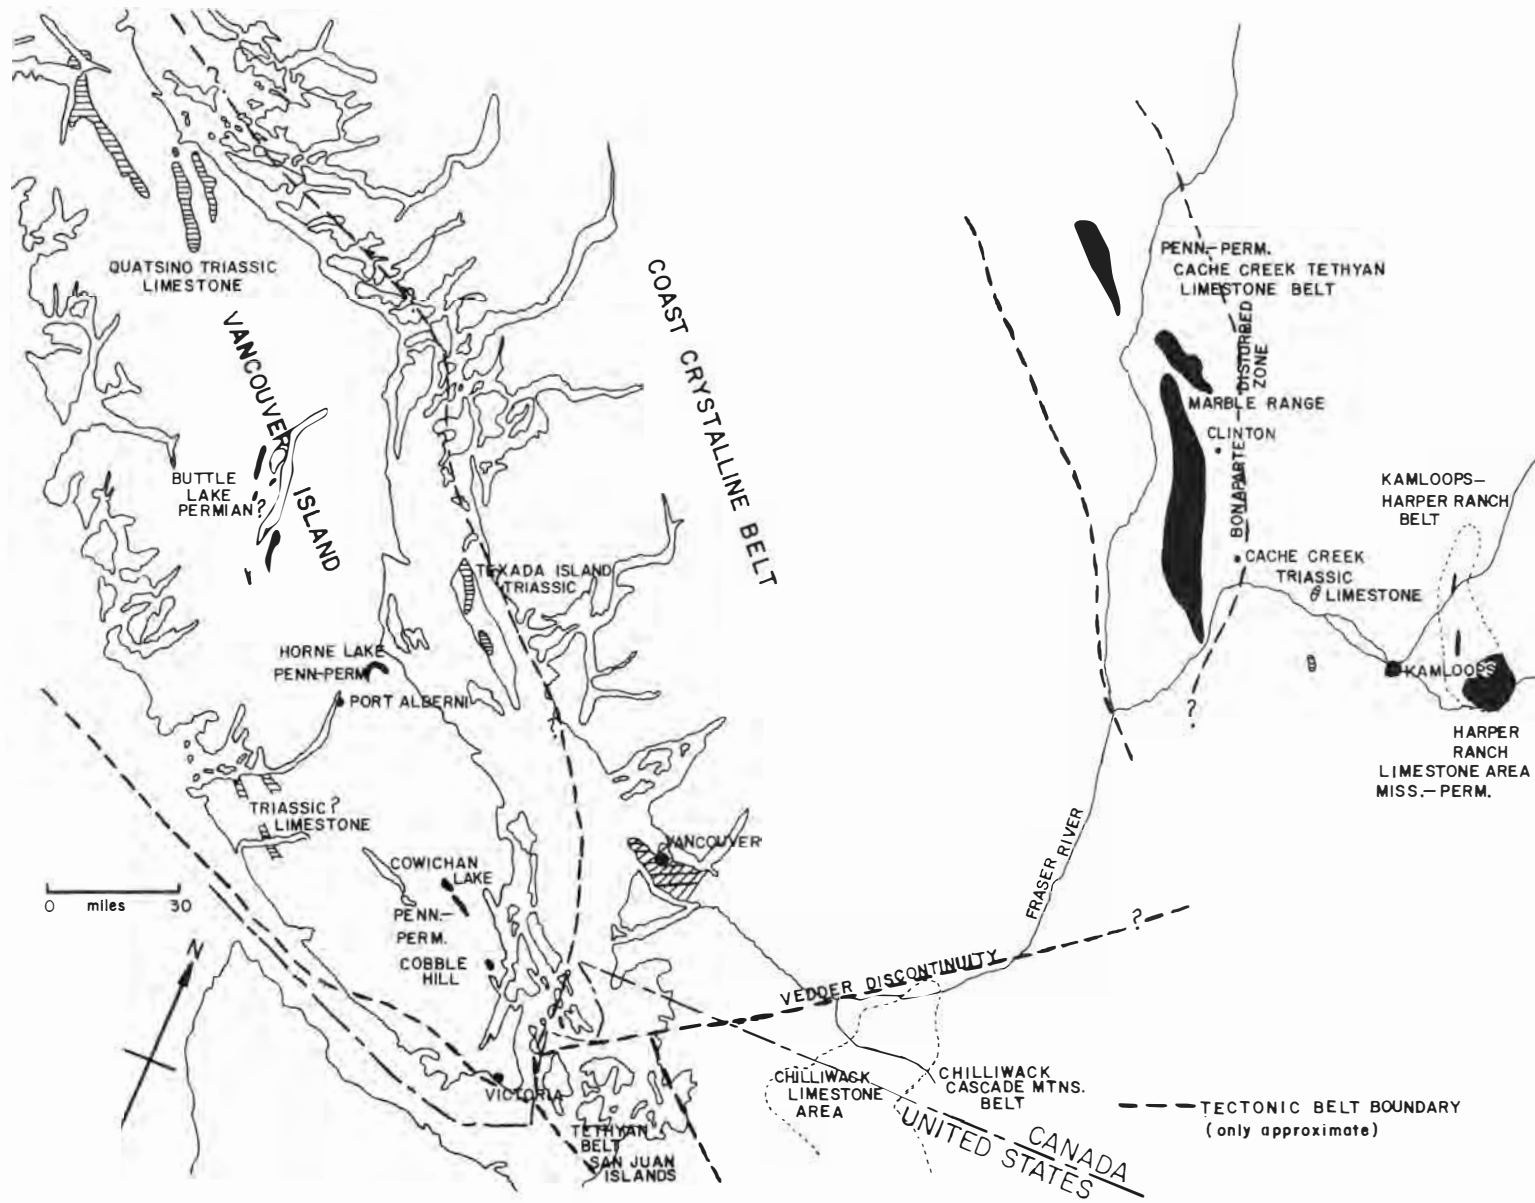 QUATSINO TRIASSIC
LIMESTONE
VANCOUVER
ISLAND
COAST CRYSTALLINE BELT
PENN.–PERM.
CACHE CREEK TETHYAN
LIMESTONE BELT
BONAPARTE DISTURBED
ZONE
MARBLE RANGE
CLINTON
BUTTLE
LAKE
PERMIAN?
KAMLOOPS–
HARPER RANCH
BELT
CACHE CREEK
TRIASSIC
LIMESTONE
TEXADA ISLAND
TRIASSIC
HORNE LAKE
PENN–PERM
PORT ALBERNI
KAMLOOPS
?
HARPER
RANCH
LIMESTONE AREA
MISS.–PERM.
TRIASSIC?
LIMESTONE
VANCOUVER
COWICHAN
LAKE
PENN.–
PERM.
COBBLE
HILL
0 miles 30
N
FRASER RIVER
?
VEDDER DISCONTINUITY
VICTORIA
CHILLIWACK
LIMESTONE
AREA
CHILLIWACK
CASCADE MTNS.
BELT
TETHYAN
BELT
SAN JUAN
ISLANDS
CANADA
UNITED STATES
TECTONIC BELT BOUNDARY
(only approximate)